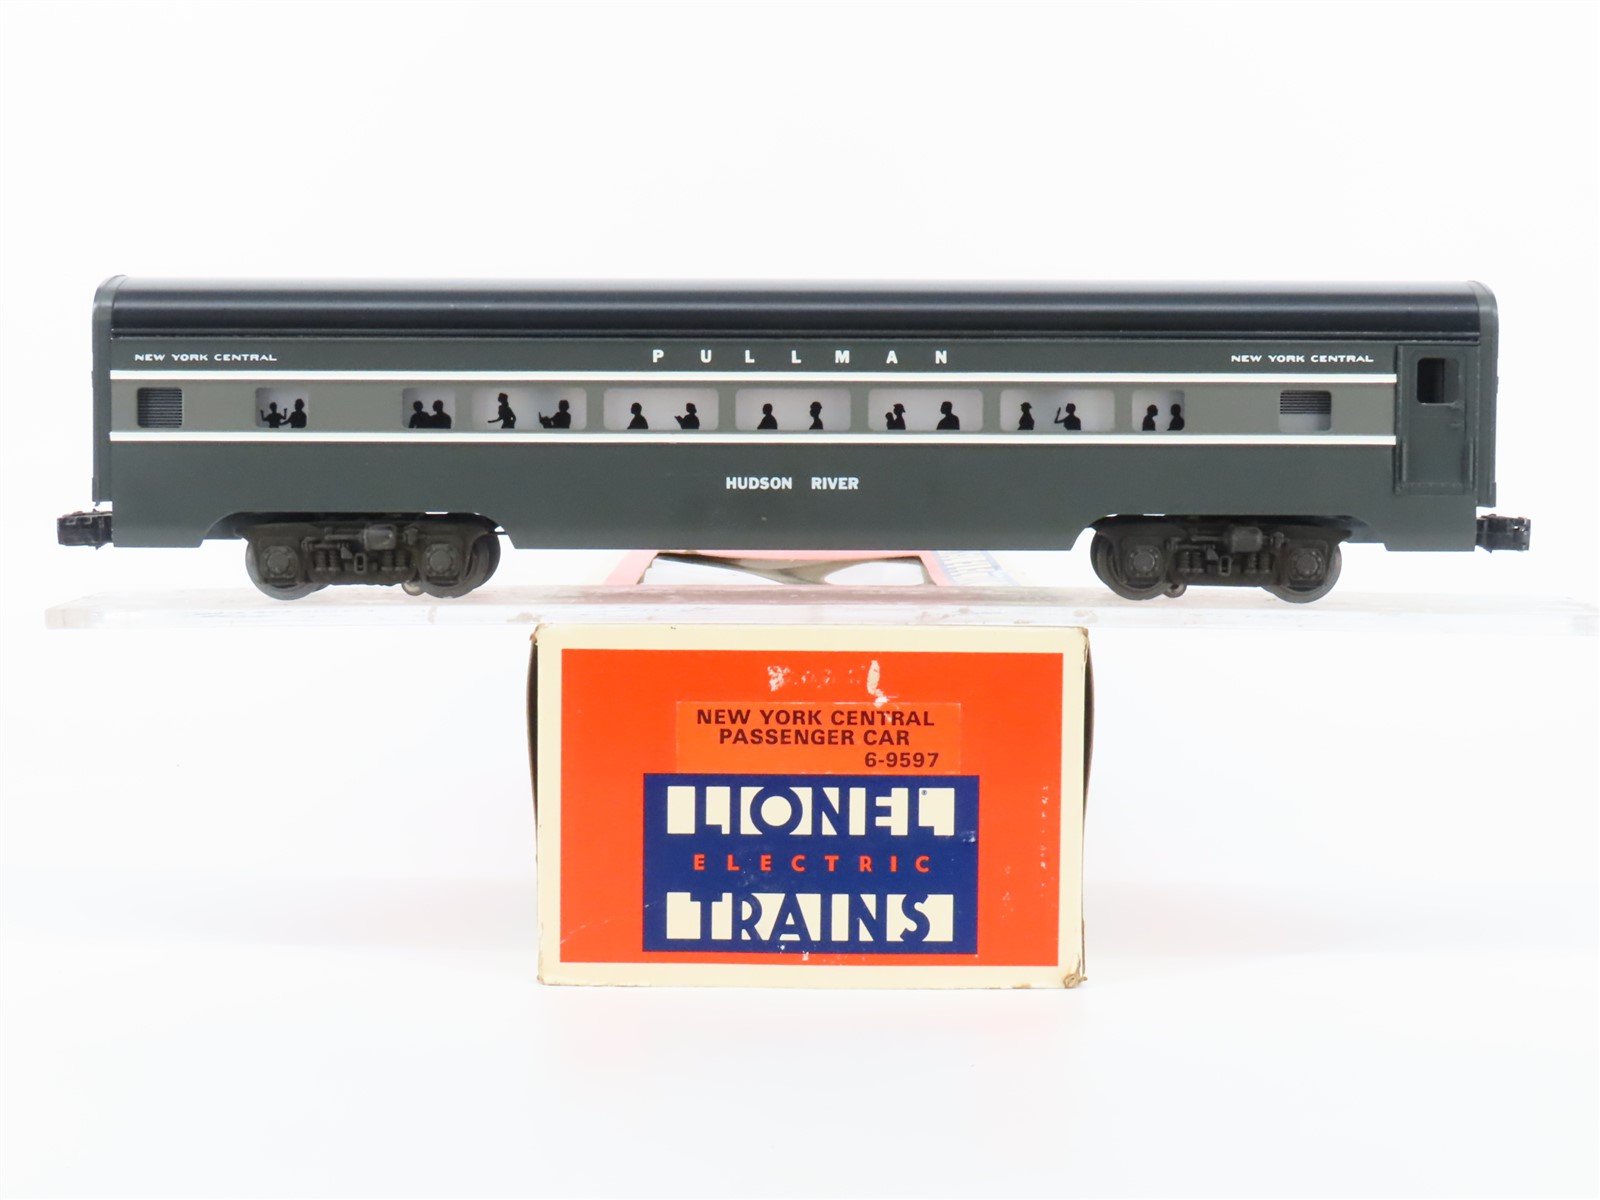 NEW YORK CENTRAL PULLMAN NEW YORK CENTRAL
HUDSON RIVER
NEW YORK CENTRAL
PASSENGER CAR
6-9597
LIONEL®
ELECTRIC
TRAINS